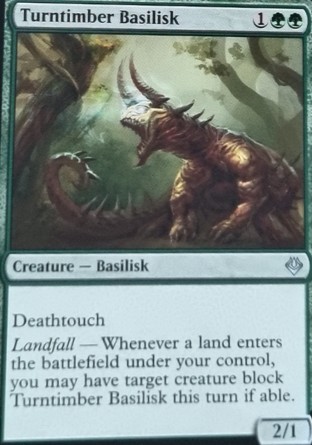 Turntimber Basilisk 1
Creature — Basilisk
Deathtouch
Landfall — Whenever a land enters
the battlefield under your control,
you may have target creature block
Turntimber Basilisk this turn if able.
2/1